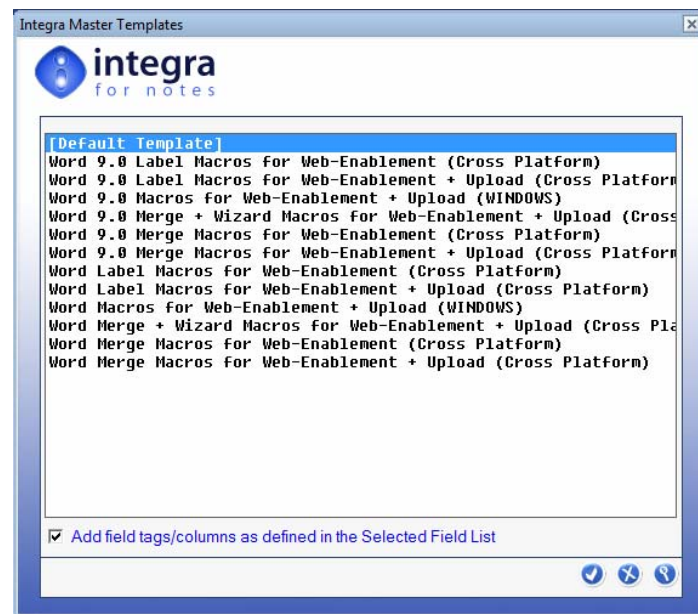 Integra Master Templates
integra
for notes
[Default Template]
Word 9.0 Label Macros for Web-Enablement (Cross Platform)
Word 9.0 Label Macros for Web-Enablement + Upload (Cross Platform
Word 9.0 Macros for Web-Enablement + Upload (WINDOWS)
Word 9.0 Merge + Wizard Macros for Web-Enablement + Upload (Cross
Word 9.0 Merge Macros for Web-Enablement (Cross Platform)
Word 9.0 Merge Macros for Web-Enablement + Upload (Cross Platform
Word Label Macros for Web-Enablement (Cross Platform)
Word Label Macros for Web-Enablement + Upload (Cross Platform)
Word Macros for Web-Enablement + Upload (WINDOWS)
Word Merge + Wizard Macros for Web-Enablement + Upload (Cross Pla
Word Merge Macros for Web-Enablement (Cross Platform)
Word Merge Macros for Web-Enablement + Upload (Cross Platform)
Add field tags/columns as defined in the Selected Field List